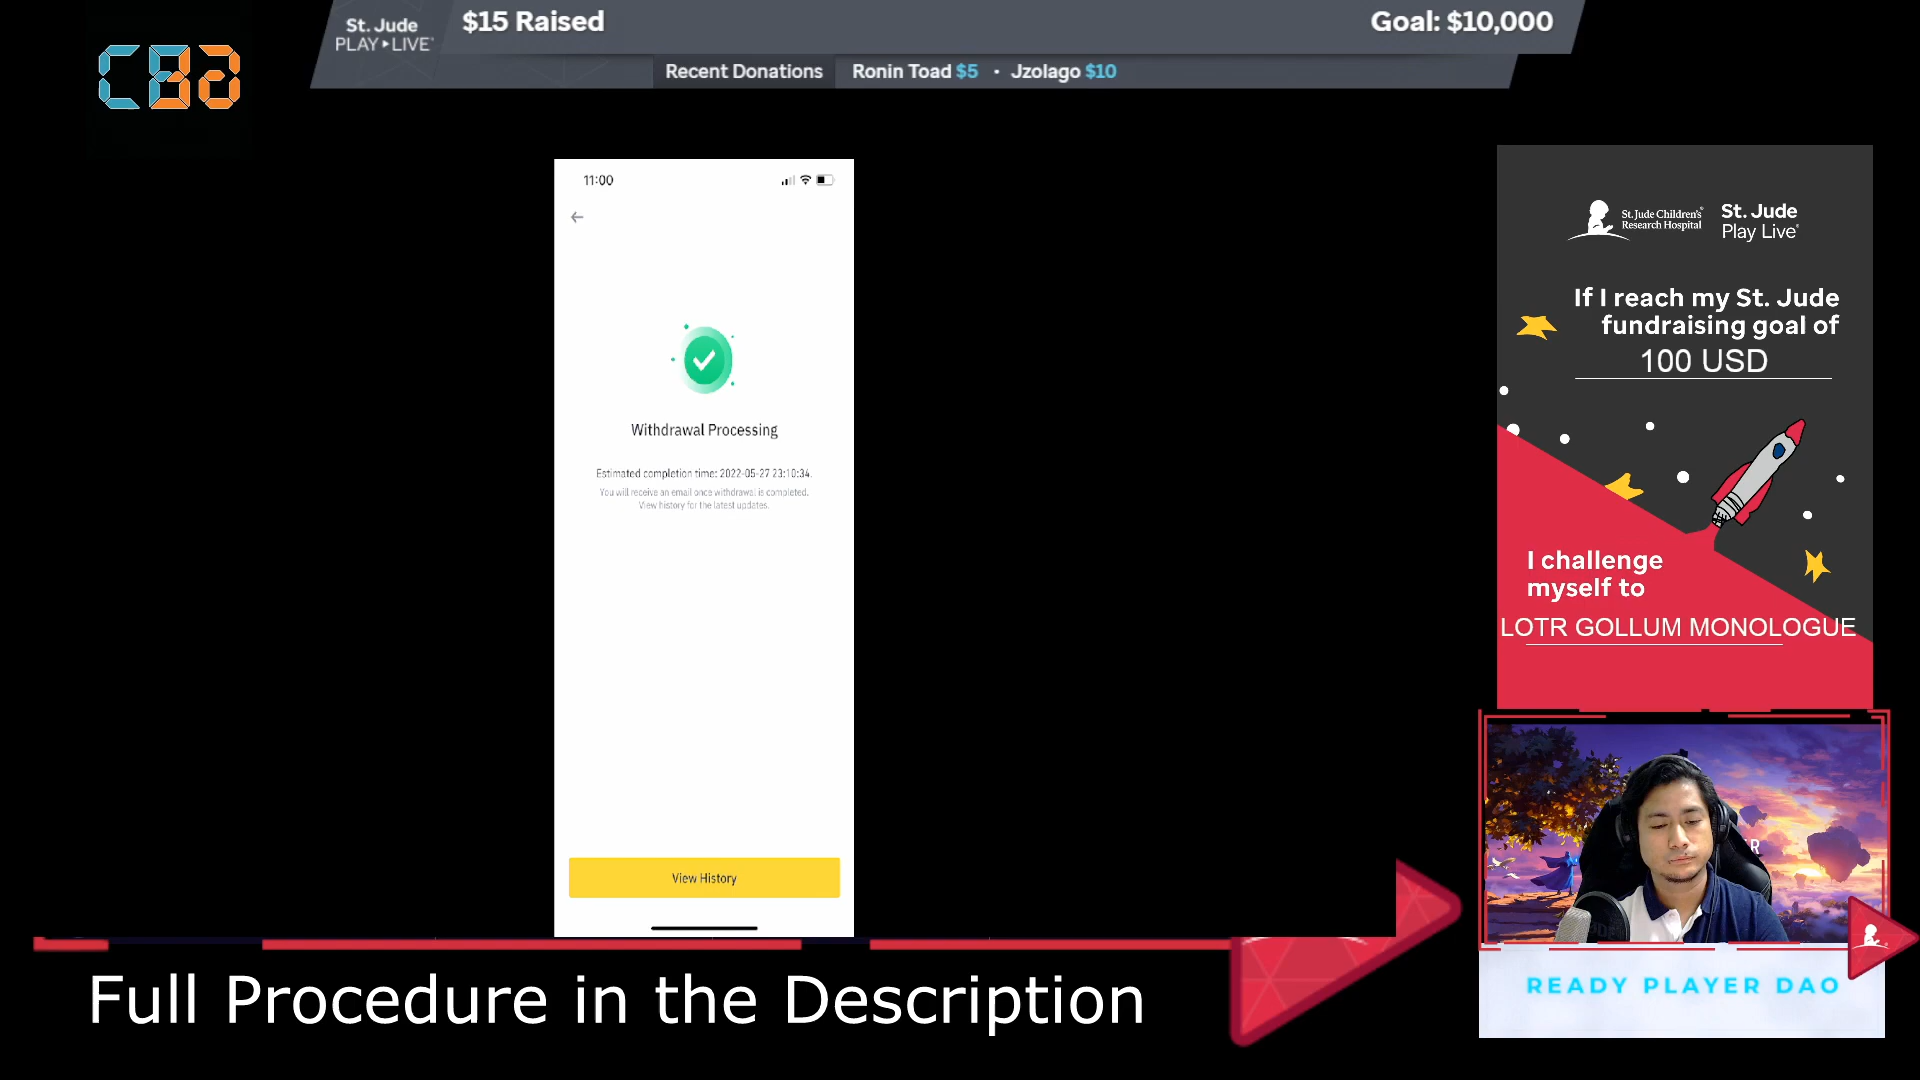 St. Jude
PLAY LIVE
$15 Raised
Goal: $10,000
Recent Donations
Ronin Toad $5 • Jzolago $10
11:00
Withdrawal Processing
Estimated completion time: 2022-05-27 23:10:34.
You will receive an email once withdrawal is completed.
View history for the latest updates.
View History
St. Jude Children's
Research Hospital
St. Jude
Play Live
If I reach my St. Jude
fundraising goal of
100 USD
I challenge
myself to
LOTR GOLLUM MONOLOGUE
READY PLAYER DAO
Full Procedure in the Description